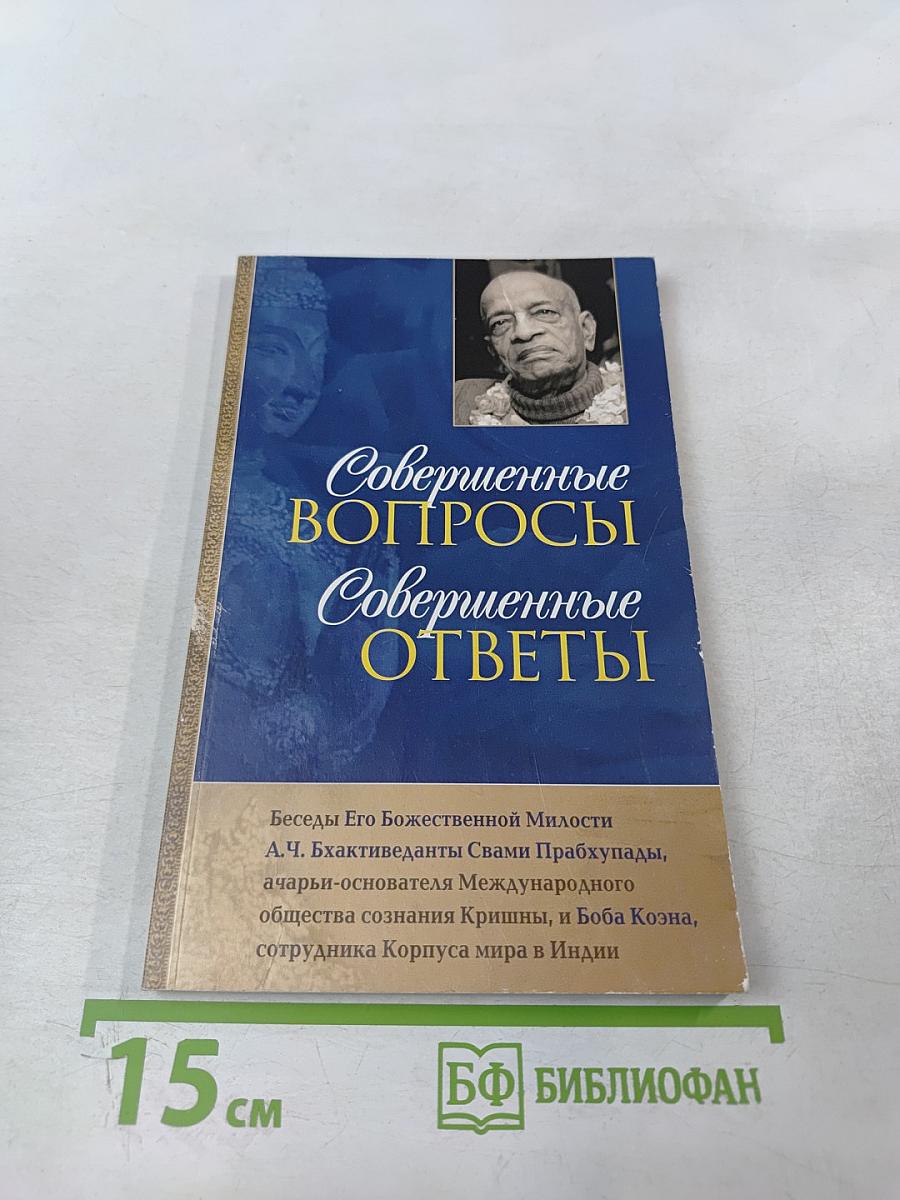 Совершенные
ВОПРОСЫ
Совершенные
ОТВЕТЫ
Беседы Его Божественной Милости
А.Ч. Бхактиведанты Свами Прабхупады,
ачарьи-основателя Международного
общества сознания Кришны, и Боба Коэна,
сотрудника Корпуса мира в Индии
15 см
БФ БИБЛИОФАН